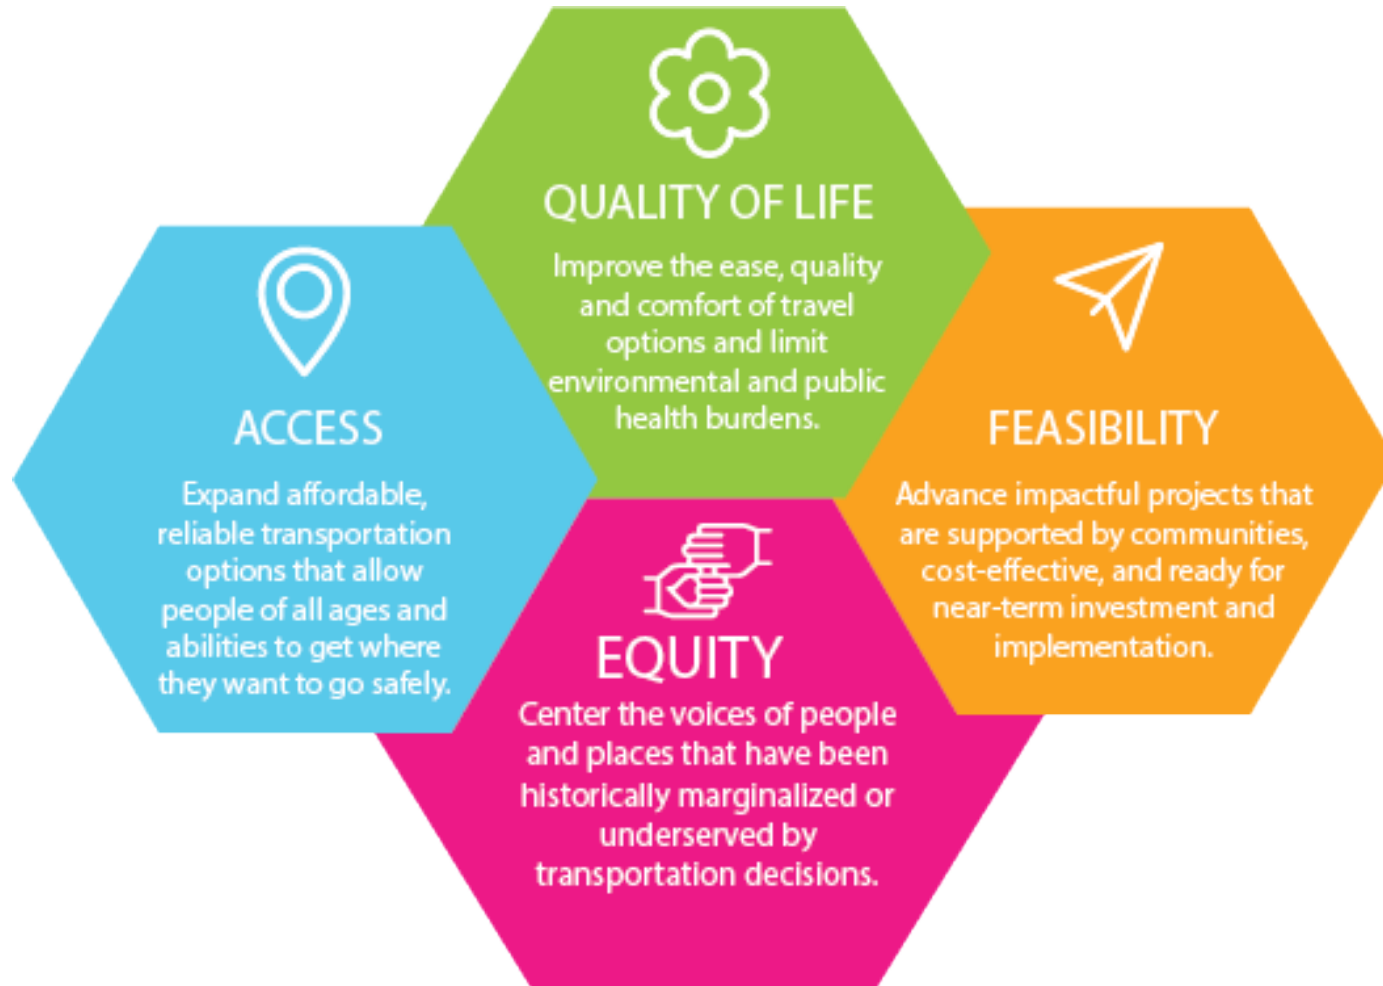 QUALITY OF LIFE
Improve the ease, quality
and comfort of travel
options and limit
environmental and public
health burdens.
ACCESS
Expand affordable,
reliable transportation
options that allow
people of all ages and
abilities to get where
they want to go safely.
FEASIBILITY
Advance impactful projects that
are supported by communities,
cost-effective, and ready for
near-term investment and
implementation.
EQUITY
Center the voices of people
and places that have been
historically marginalized or
underserved by
transportation decisions.